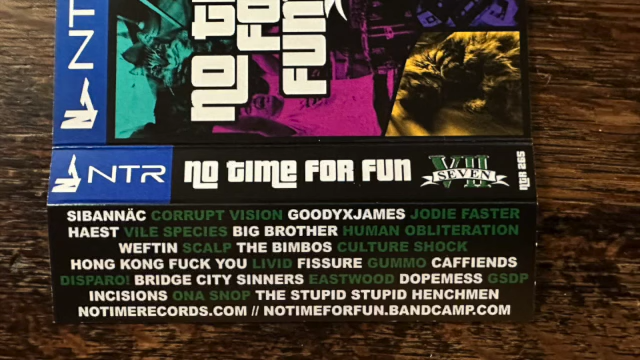 NTR
NO TIME FOR FUN
NTR NO TIME FOR FUN VII SEVEN NTR 265
SIBANNÄC CORRUPT VISION GOODYXJAMES JODIE FASTER
HAEST VILE SPECIES BIG BROTHER HUMAN OBLITERATION
WEFTIN SCALP THE BIMBOS CULTURE SHOCK
HONG KONG FUCK YOU LIVID FISSURE GUMMO CAFFIENDS
DISPARO! BRIDGE CITY SINNERS EASTWOOD DOPEMESS GSDP
INCISIONS ONA SNOP THE STUPID STUPID HENCHMEN
NOTIMERECORDS.COM // NOTIMEFORFUN.BANDCAMP.COM